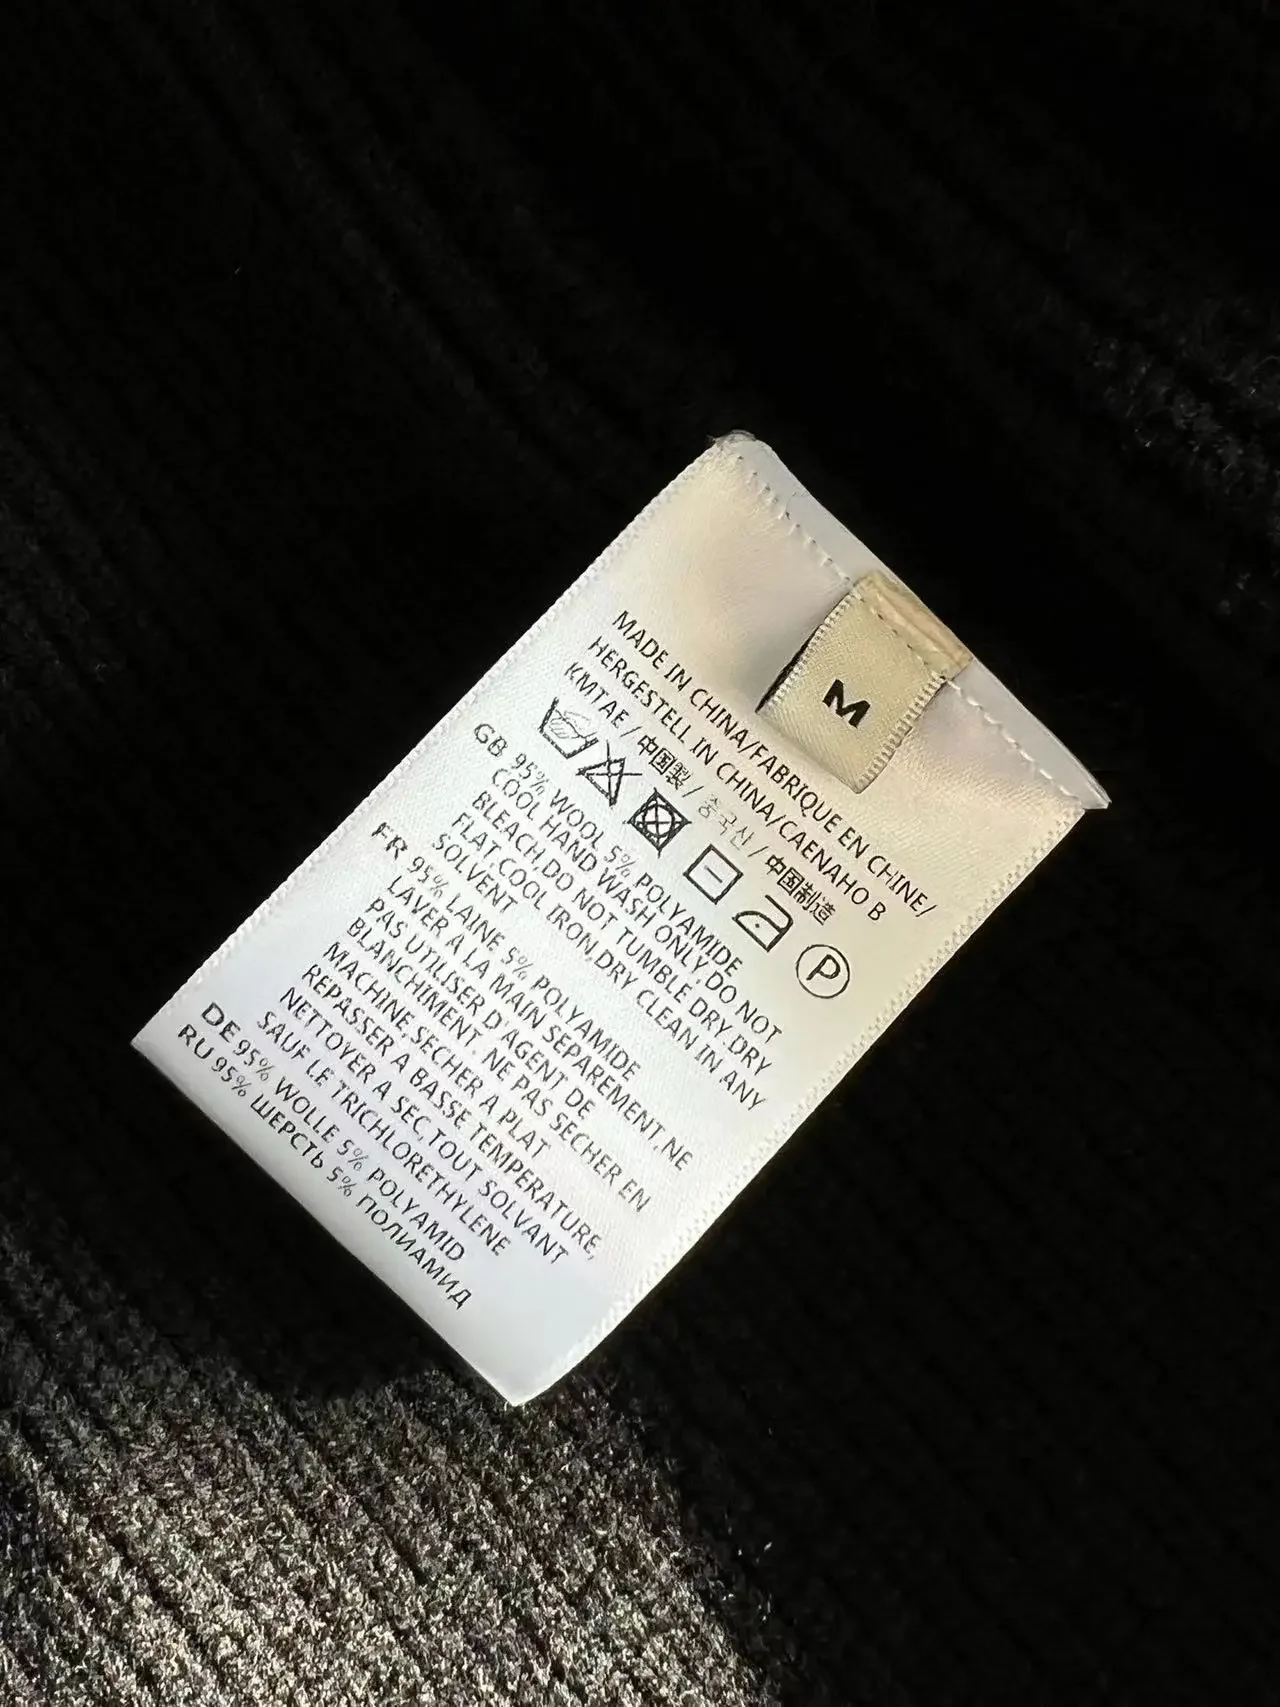 M
MADE IN CHINA/FABRIQUE EN CHINE/
HERGESTELL IN CHINA/CAENAHO B
KMTAE / 中国製 / 중국산 / 中国制造
P
GB 95% WOOL 5% POLYAMIDE
COOL HAND WASH ONLY,DO NOT
BLEACH,DO NOT TUMBLE DRY.DRY
FLAT,COOL IRON,DRY CLEAN IN ANY
SOLVENT
FR 95% LAINE 5% POLYAMIDE
LAVER A LA MAIN SEPAREMENT,NE
PAS UTILISER D'AGENT DE
BLANCHIMENT. NE PAS SECHER EN
MACHINE,SECHER A PLAT
REPASSER A BASSE TEMPERATURE,
NETTOYER A SEC,TOUT SOLVANT
SAUF LE TRICHLORETHYLENE
DE 95% WOLLE 5% POLYAMID
RU 95% ШЕРСТЬ 5% ПОЛИАМИД